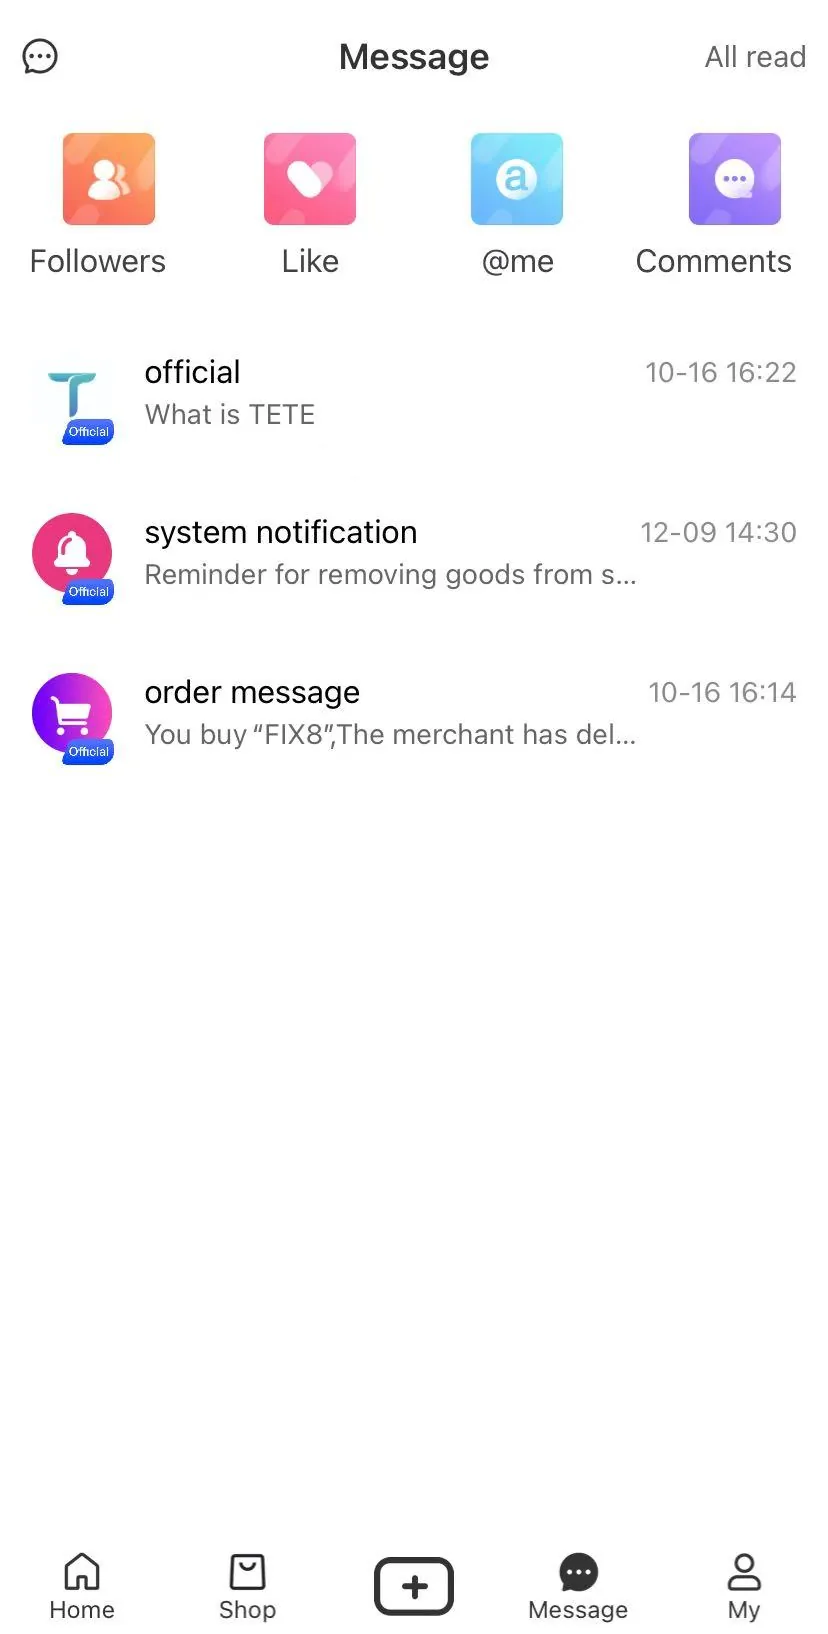 Message
All read
Followers
Like
@me
Comments
official
10-16 16:22
What is TETE
Official
system notification
12-09 14:30
Reminder for removing goods from s...
Official
order message
10-16 16:14
You buy “FIX8”,The merchant has del...
Official
Home
Shop
Message
My